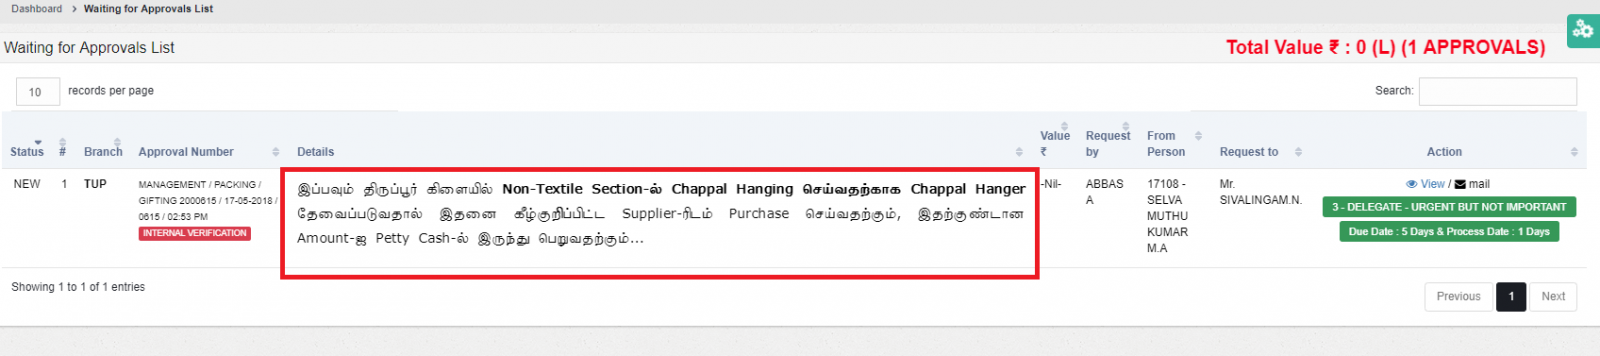 Dashboard > Waiting for Approvals List
Waiting for Approvals List
Total Value ₹ : 0 (L) (1 APPROVALS)
10 records per page
Search:
Status # Branch Approval Number Details Value ₹ Request by From Person Request to Action
NEW 1 TUP
MANAGEMENT / PACKING /
GIFTING 2000615 / 17-05-2018 /
0615 / 02:53 PM
INTERNAL VERIFICATION
இப்பவும் திருப்பூர் கிளையில் Non-Textile Section-ல் Chappal Hanging செய்வதற்காக Chappal Hanger
தேவைப்படுவதால் இதனை கீழ்குறிப்பிட்ட Supplier-ரிடம் Purchase செய்வதற்கும், இதற்குண்டான
Amount-ஐ Petty Cash-ல் இருந்து பெறுவதற்கும்...
-Nil-
ABBAS
A
17108 -
SELVA
MUTHU
KUMAR
M.A
Mr.
SIVALINGAM.N.
View / mail
3 - DELEGATE - URGENT BUT NOT IMPORTANT
Due Date : 5 Days & Process Date : 1 Days
Showing 1 to 1 of 1 entries
Previous 1 Next